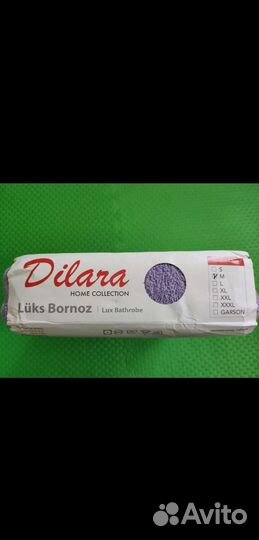 Dilara
HOME COLLECTION
Lüks Bornoz | Lux Bathrobe
S
M
L
XL
XXL
XXXL
GARSON
Avito